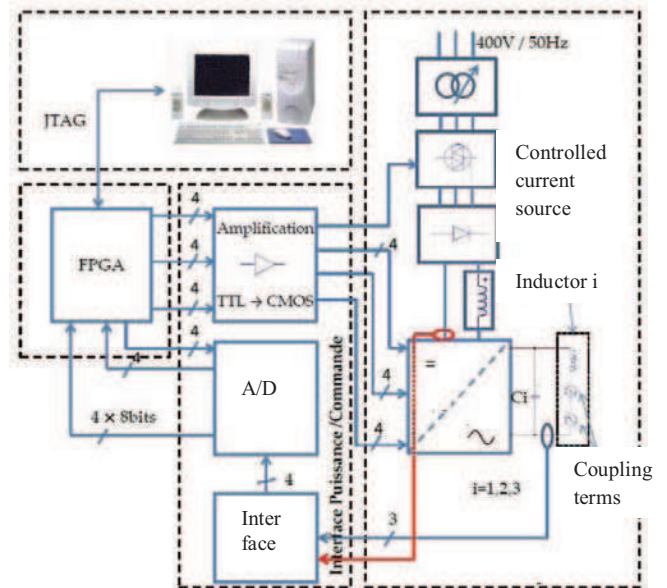 400V / 50Hz
JTAG
Controlled
current
source
4
Amplification
4
4
FPGA
TTL → CMOS
4
Inductor i
4
4
A/D
=
4
4
Ci
4 × 8bits
4
i=1,2,3
Coupling
terms
Inter
face
3
Interface Puissance /Commande